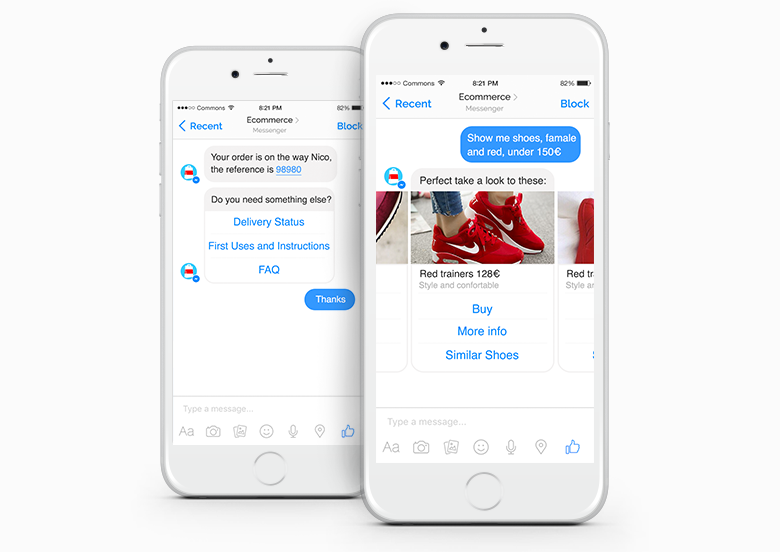 ●●●○○ Commons 8:21 PM 82%
Recent Ecommerce Block
Messenger
Your order is on the way Nico,
the reference is 98980
Do you need something else?
Delivery Status
First Uses and Instructions
FAQ
Thanks
Type a message...
Aa
●●●○○ Commons 8:21 PM 82%
Recent Ecommerce Block
Messenger
Show me shoes, famale
and red, under 150€
Perfect take a look to these:
Red trainers 128€ Red tr
Style and confortable Style a
Buy
More info
Similar Shoes
Type a message...
Aa